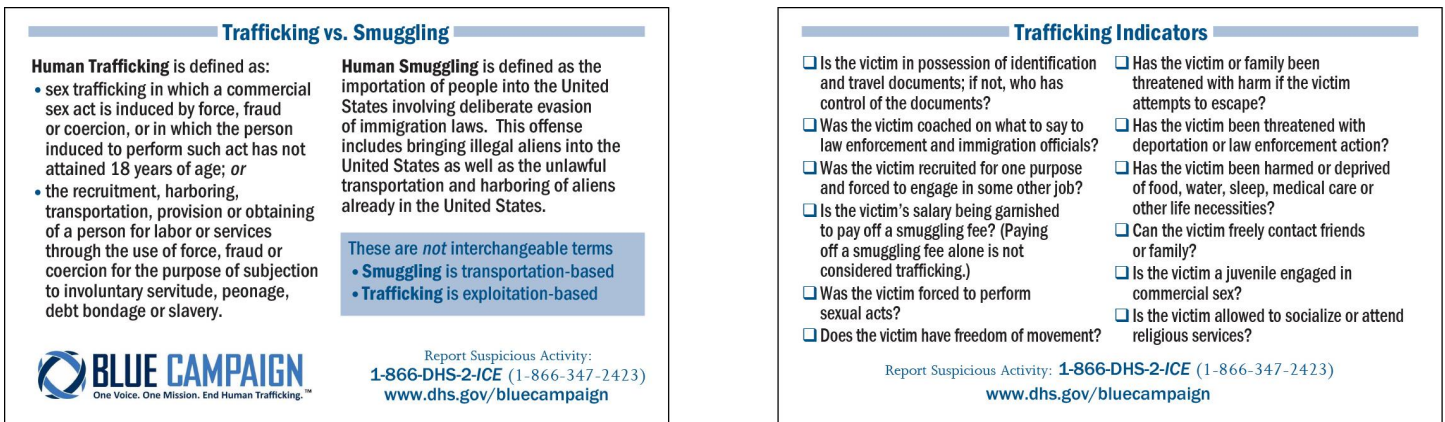 Trafficking vs. Smuggling
Human Trafficking is defined as:
• sex trafficking in which a commercial
sex act is induced by force, fraud
or coercion, or in which the person
induced to perform such act has not
attained 18 years of age; or
• the recruitment, harboring,
transportation, provision or obtaining
of a person for labor or services
through the use of force, fraud or
coercion for the purpose of subjection
to involuntary servitude, peonage,
debt bondage or slavery.
Human Smuggling is defined as the
importation of people into the United
States involving deliberate evasion
of immigration laws. This offense
includes bringing illegal aliens into the
United States as well as the unlawful
transportation and harboring of aliens
already in the United States.
These are not interchangeable terms
• Smuggling is transportation-based
• Trafficking is exploitation-based
BLUE CAMPAIGN
One Voice. One Mission. End Human Trafficking.™
Report Suspicious Activity:
1-866-DHS-2-ICE (1-866-347-2423)
www.dhs.gov/bluecampaign
Trafficking Indicators
❑ Is the victim in possession of identification
and travel documents; if not, who has
control of the documents?
❑ Was the victim coached on what to say to
law enforcement and immigration officials?
❑ Was the victim recruited for one purpose
and forced to engage in some other job?
❑ Is the victim's salary being garnished
to pay off a smuggling fee? (Paying
off a smuggling fee alone is not
considered trafficking.)
❑ Was the victim forced to perform
sexual acts?
❑ Does the victim have freedom of movement?
❑ Has the victim or family been
threatened with harm if the victim
attempts to escape?
❑ Has the victim been threatened with
deportation or law enforcement action?
❑ Has the victim been harmed or deprived
of food, water, sleep, medical care or
other life necessities?
❑ Can the victim freely contact friends
or family?
❑ Is the victim a juvenile engaged in
commercial sex?
❑ Is the victim allowed to socialize or attend
religious services?
Report Suspicious Activity: 1-866-DHS-2-ICE (1-866-347-2423)
www.dhs.gov/bluecampaign